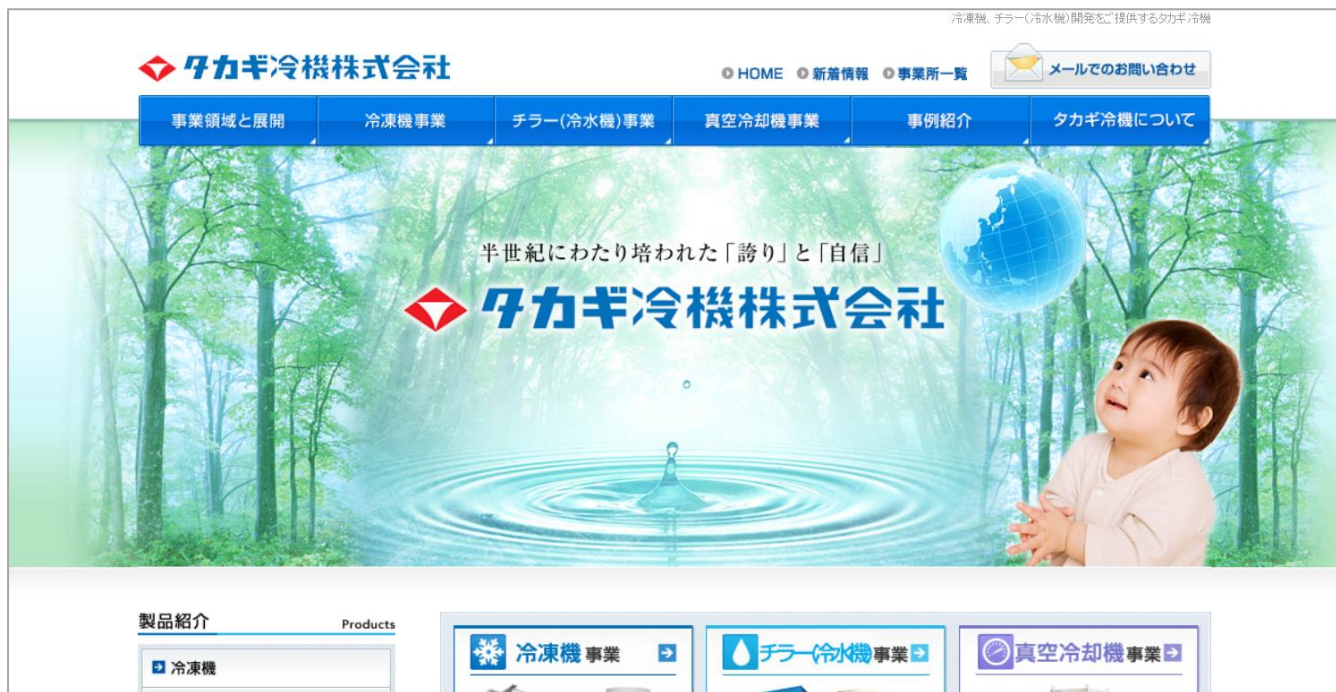 冷凍機、チラー(冷水機)開発をご提供するタカギ冷機
タカギ冷機株式会社
HOME 新着情報 事業所一覧
メールでのお問い合わせ
事業領域と展開 冷凍機事業 チラー(冷水機)事業 真空冷却機事業 事例紹介 タカギ冷機について
半世紀にわたり培われた「誇り」と「自信」
タカギ冷機株式会社
製品紹介 Products
冷凍機
冷凍機事業
チラー(冷水機)事業
真空冷却機事業